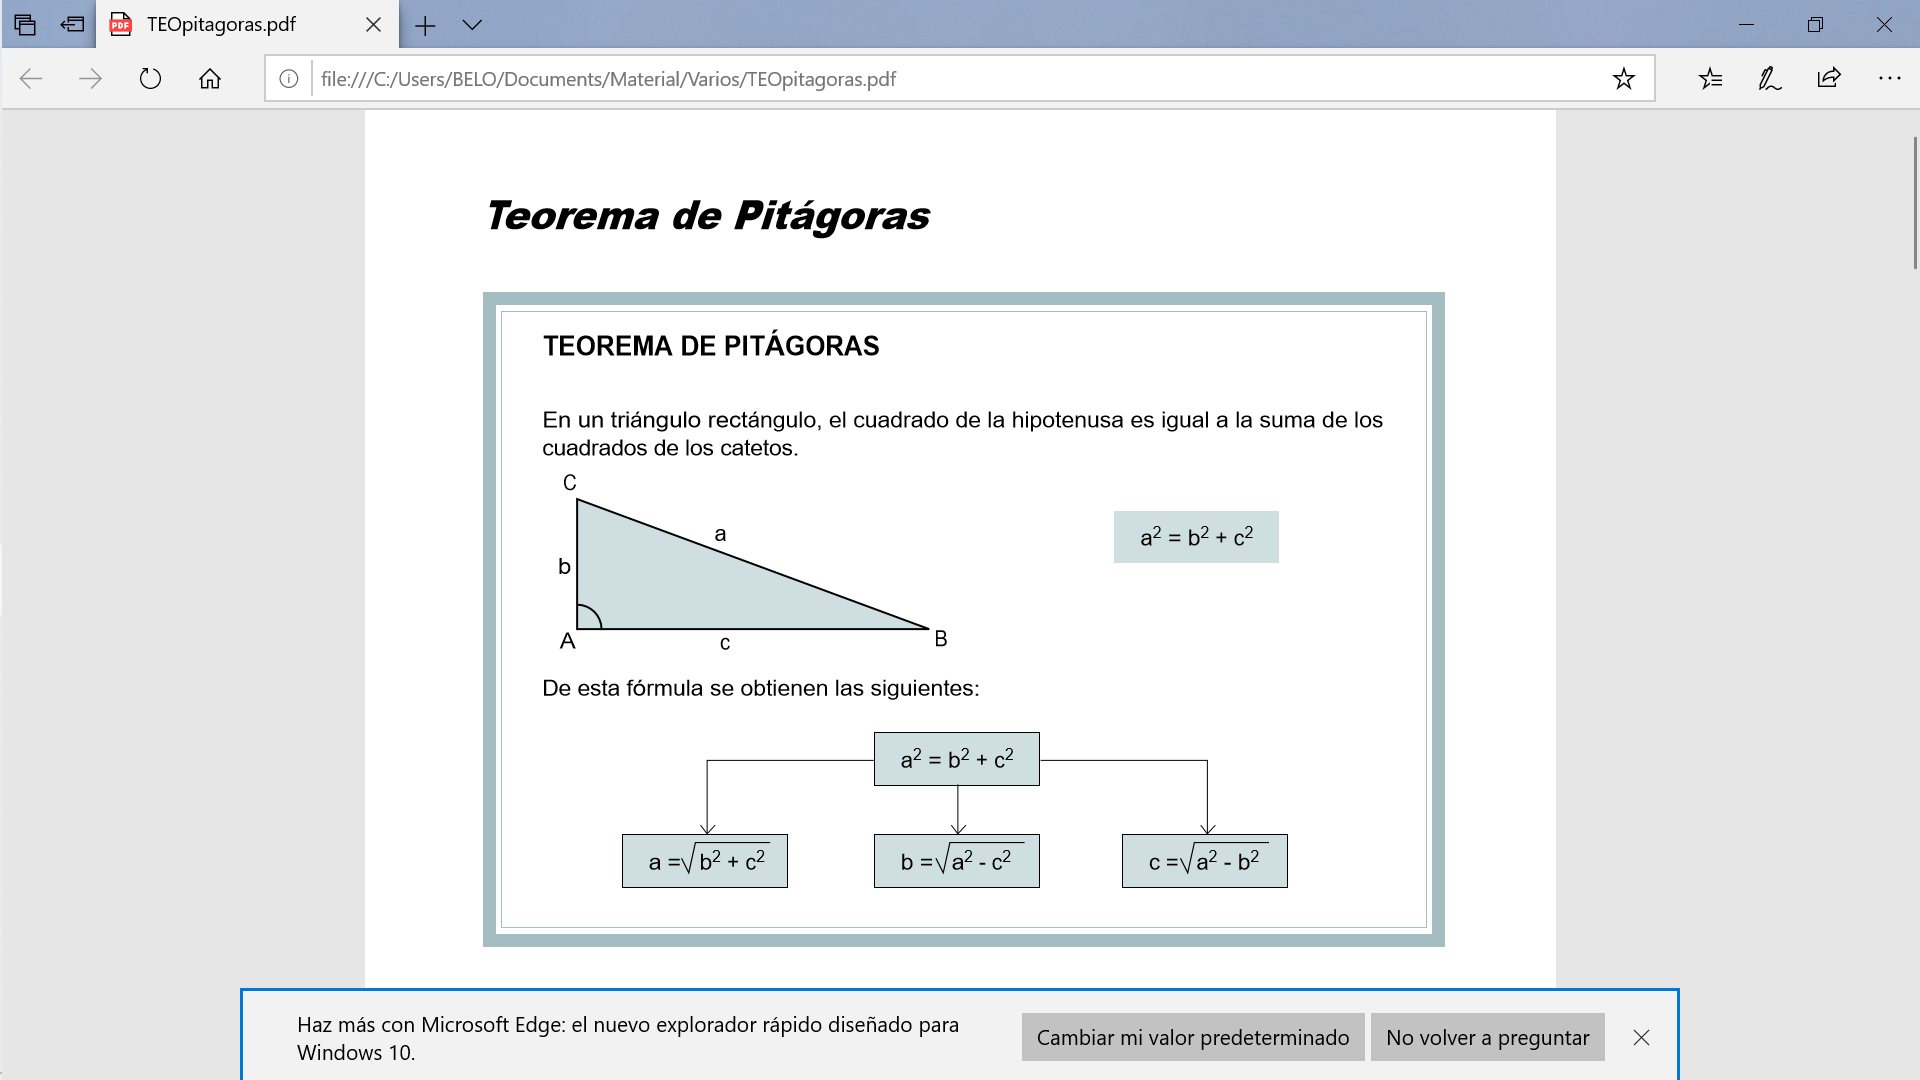 TEOpitagoras.pdf
file:///C:/Users/BELO/Documents/Material/Varios/TEOpitagoras.pdf
Teorema de Pitágoras
TEOREMA DE PITÁGORAS
En un triángulo rectángulo, el cuadrado de la hipotenusa es igual a la suma de los
cuadrados de los catetos.
C
a
a² = b² + c²
b
A
c
B
De esta fórmula se obtienen las siguientes:
a² = b² + c²
a =√b² + c²
b =√a² - c²
c =√a² - b²
Haz más con Microsoft Edge: el nuevo explorador rápido diseñado para
Windows 10.
Cambiar mi valor predeterminado
No volver a preguntar